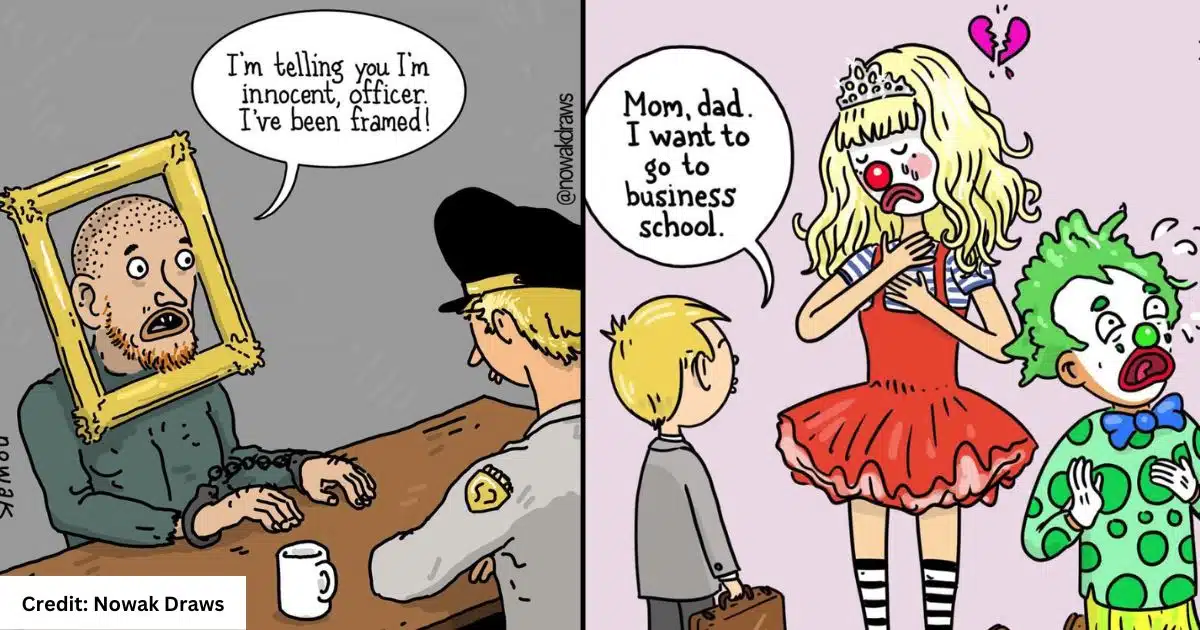 I'm telling you I'm
innocent, officer.
I've been framed!
@nowakdraws
nowak
Credit: Nowak Draws
Mom, dad.
I want to
go to
business
school.